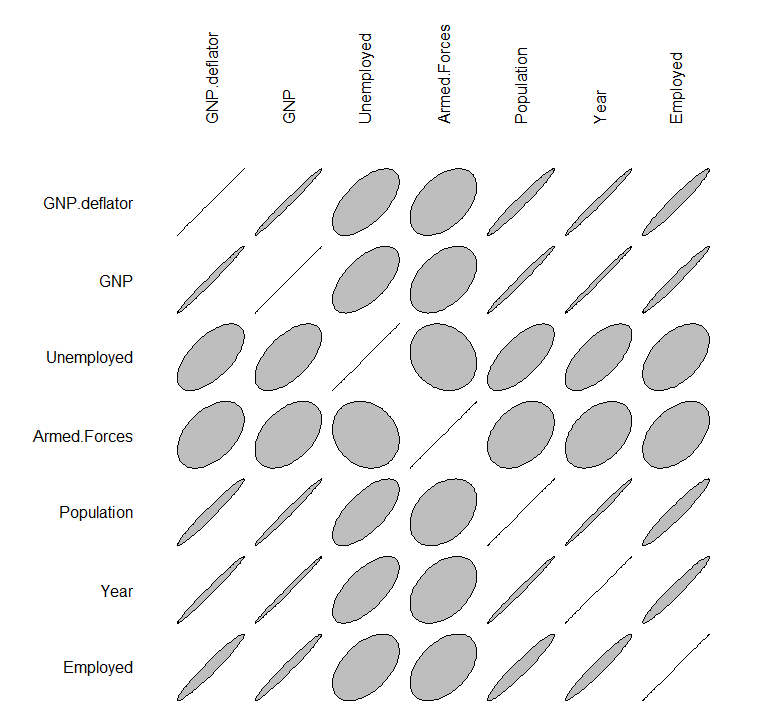 GNP.deflator
GNP
Unemployed
Armed.Forces
Population
Year
Employed
GNP.deflator
GNP
Unemployed
Armed.Forces
Population
Year
Employed